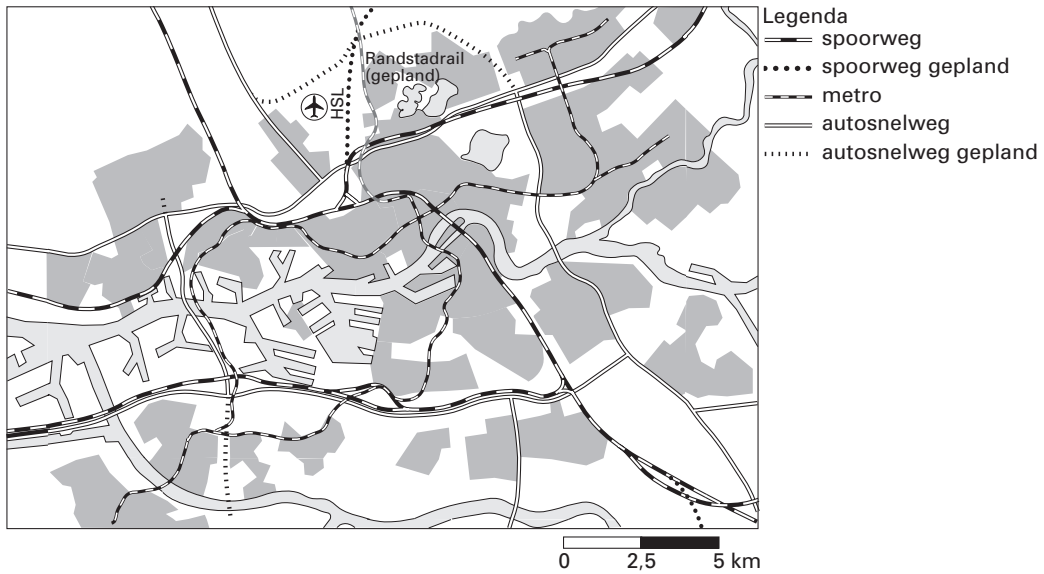 Legenda
spoorweg
spoorweg gepland
metro
autosnelweg
autosnelweg gepland
Randstadrail
(gepland)
HSL
0 2,5 5 km